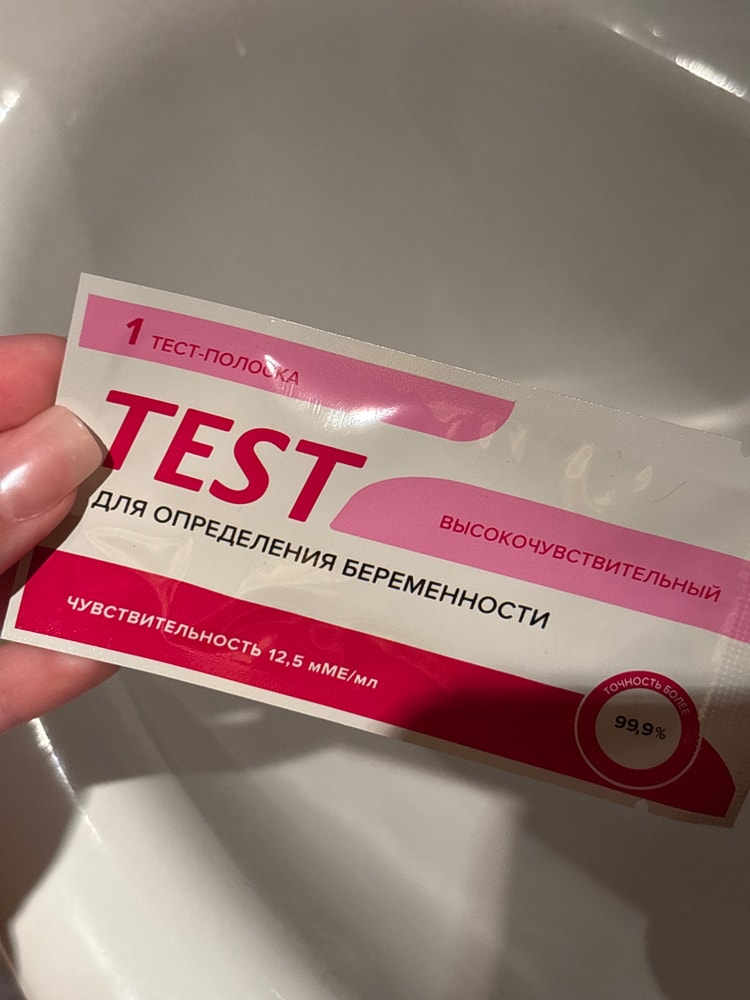 1 ТЕСТ-ПОЛОСКА
TEST
ДЛЯ ОПРЕДЕЛЕНИЯ БЕРЕМЕННОСТИ
ВЫСОКОЧУВСТВИТЕЛЬНЫЙ
ЧУВСТВИТЕЛЬНОСТЬ 12,5 мМЕ/мл
ТОЧНОСТЬ БОЛЕЕ
99,9%